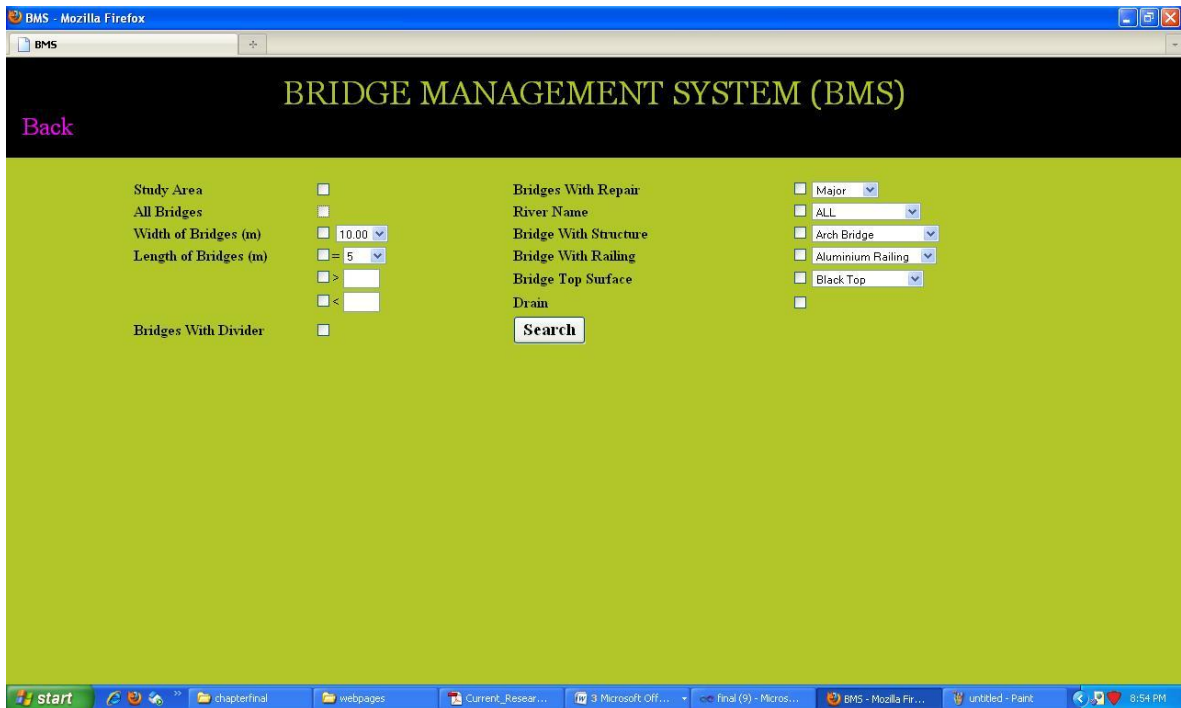 BMS - Mozilla Firefox
BMS
BRIDGE MANAGEMENT SYSTEM (BMS)
Back
Study Area
All Bridges
Width of Bridges (m) 10.00
Length of Bridges (m) = 5
>
<
Bridges With Divider
Bridges With Repair Major
River Name ALL
Bridge With Structure Arch Bridge
Bridge With Railing Aluminium Railing
Bridge Top Surface Black Top
Drain
Search
start chapterfinal webpages Current_Resear... 3 Microsoft Off... final (9) - Micros... BMS - Mozilla Fir... untitled - Paint 8:54 PM